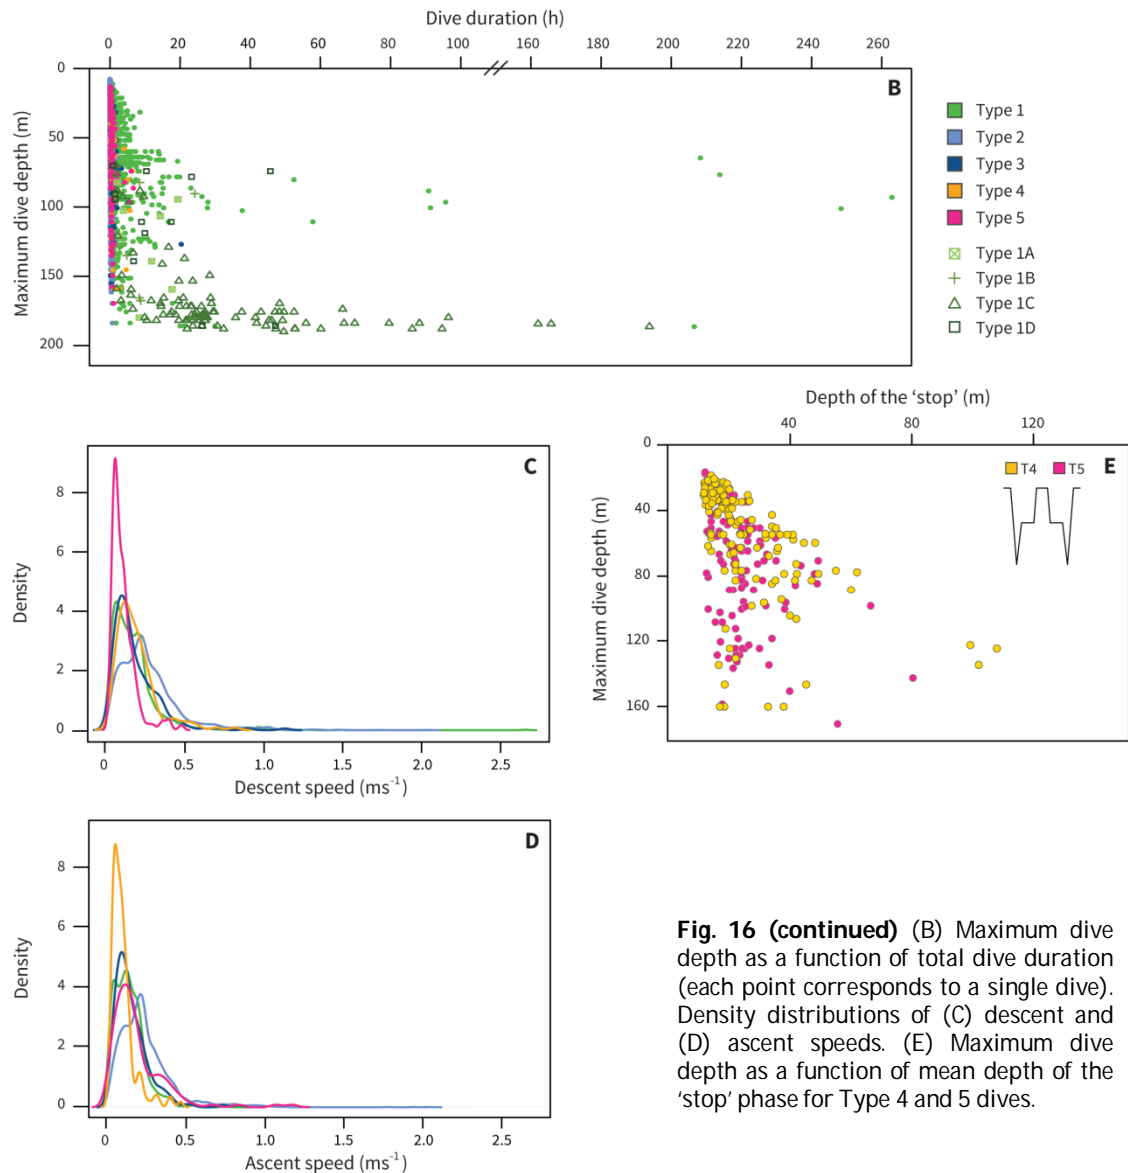 Dive duration (h)
0 20 40 60 80 100 160 180 200 220 240 260
B
Maximum dive depth (m)
0
50
100
150
200
Type 1
Type 2
Type 3
Type 4
Type 5
Type 1A
Type 1B
Type 1C
Type 1D
C
Density
8
6
4
2
0
0 0.5 1.0 1.5 2.0 2.5
Descent speed (ms-1)
Depth of the ‘stop’ (m)
40 80 120
E
T4 T5
Maximum dive depth (m)
0
40
80
120
160
D
Density
8
6
4
2
0
0 0.5 1.0 1.5 2.0 2.5
Ascent speed (ms-1)
Fig. 16 (continued) (B) Maximum dive
depth as a function of total dive duration
(each point corresponds to a single dive).
Density distributions of (C) descent and
(D) ascent speeds. (E) Maximum dive
depth as a function of mean depth of the
‘stop’ phase for Type 4 and 5 dives.